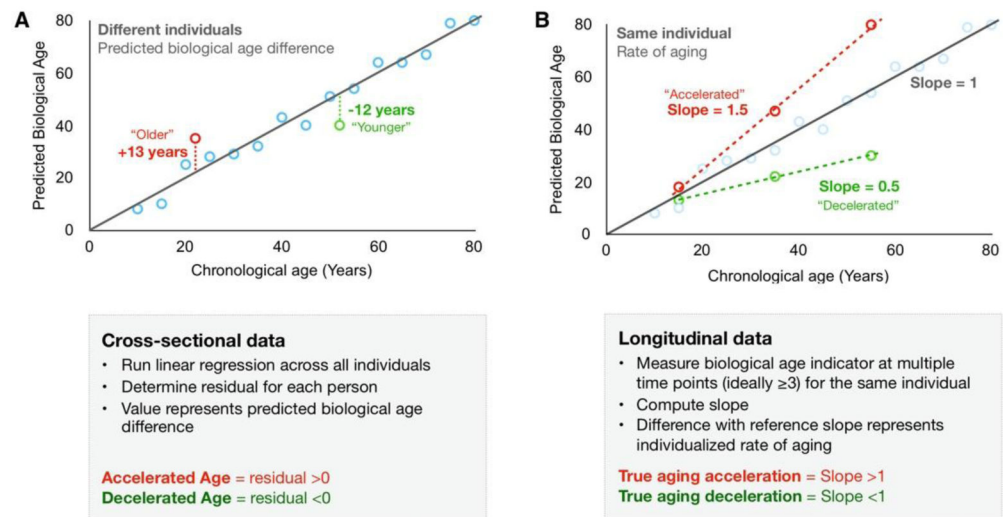 A
Different individuals
Predicted biological age difference
80
60
40
20
0
Predicted Biological Age
"Older"
+13 years
-12 years
"Younger"
0
20
40
60
80
Chronological age (Years)
B
Same individual
Rate of aging
80
60
40
20
0
Predicted Biological Age
"Accelerated"
Slope = 1.5
Slope = 1
Slope = 0.5
"Decelerated"
0
20
40
60
80
Chronological age (Years)
Cross-sectional data
• Run linear regression across all individuals
• Determine residual for each person
• Value represents predicted biological age
difference
Accelerated Age = residual >0
Decelerated Age = residual <0
Longitudinal data
• Measure biological age indicator at multiple
time points (ideally ≥3) for the same individual
• Compute slope
• Difference with reference slope represents
individualized rate of aging
True aging acceleration = Slope >1
True aging deceleration = Slope <1